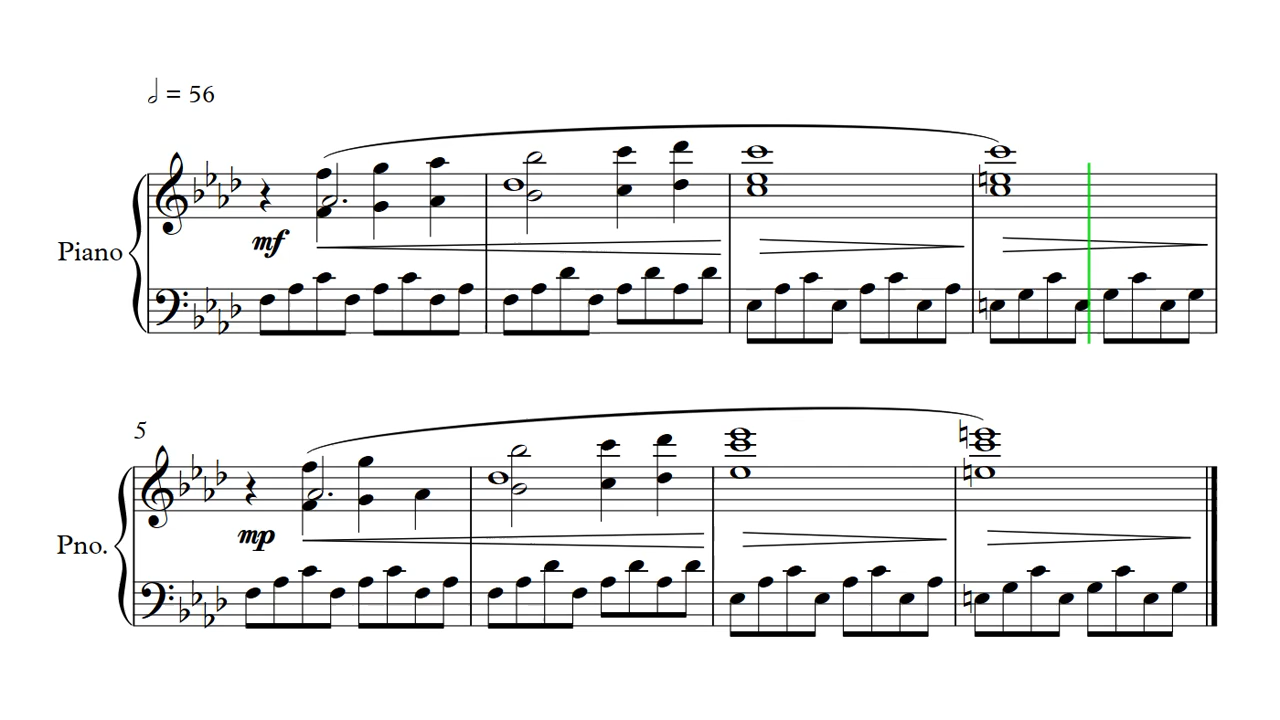 𝅗𝅥 = 56
mf
Piano
5
mp
Pno.